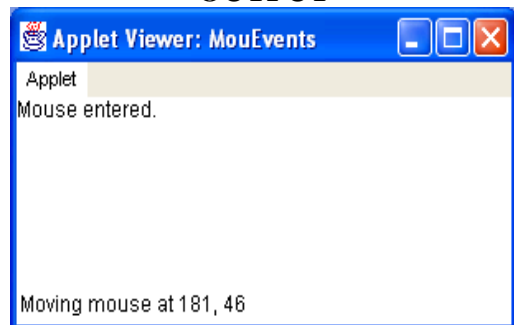 Applet Viewer: MouEvents
Applet
Mouse entered.
Moving mouse at 181, 46